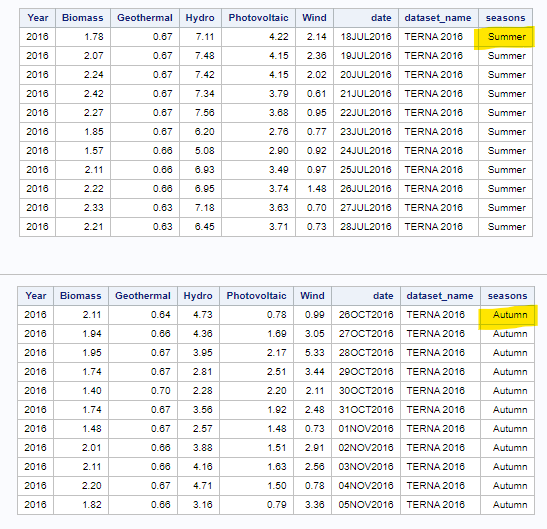 Year Biomass Geothermal Hydro Photovoltaic Wind date dataset_name seasons
2016 1.78 0.67 7.11 4.22 2.14 18JUL2016 TERNA 2016 Summer
2016 2.07 0.67 7.48 4.15 2.36 19JUL2016 TERNA 2016 Summer
2016 2.24 0.67 7.42 4.15 2.02 20JUL2016 TERNA 2016 Summer
2016 2.42 0.67 7.34 3.79 0.61 21JUL2016 TERNA 2016 Summer
2016 2.27 0.67 7.56 3.68 0.95 22JUL2016 TERNA 2016 Summer
2016 1.85 0.67 6.20 2.76 0.77 23JUL2016 TERNA 2016 Summer
2016 1.57 0.66 5.08 2.90 0.92 24JUL2016 TERNA 2016 Summer
2016 2.11 0.66 6.93 3.49 0.97 25JUL2016 TERNA 2016 Summer
2016 2.22 0.66 6.95 3.74 1.48 26JUL2016 TERNA 2016 Summer
2016 2.33 0.63 7.18 3.63 0.70 27JUL2016 TERNA 2016 Summer
2016 2.21 0.63 6.45 3.71 0.73 28JUL2016 TERNA 2016 Summer
Year Biomass Geothermal Hydro Photovoltaic Wind date dataset_name seasons
2016 2.11 0.64 4.73 0.78 0.99 26OCT2016 TERNA 2016 Autumn
2016 1.94 0.66 4.36 1.69 3.05 27OCT2016 TERNA 2016 Autumn
2016 1.95 0.67 3.95 2.17 5.33 28OCT2016 TERNA 2016 Autumn
2016 1.74 0.67 2.81 2.51 3.44 29OCT2016 TERNA 2016 Autumn
2016 1.40 0.70 2.28 2.20 2.11 30OCT2016 TERNA 2016 Autumn
2016 1.74 0.67 3.56 1.92 2.48 31OCT2016 TERNA 2016 Autumn
2016 1.48 0.67 2.57 1.48 0.73 01NOV2016 TERNA 2016 Autumn
2016 2.01 0.66 3.88 1.51 2.91 02NOV2016 TERNA 2016 Autumn
2016 2.11 0.66 4.16 1.63 2.56 03NOV2016 TERNA 2016 Autumn
2016 2.20 0.67 4.71 1.50 0.78 04NOV2016 TERNA 2016 Autumn
2016 1.82 0.66 3.16 0.79 3.36 05NOV2016 TERNA 2016 Autumn